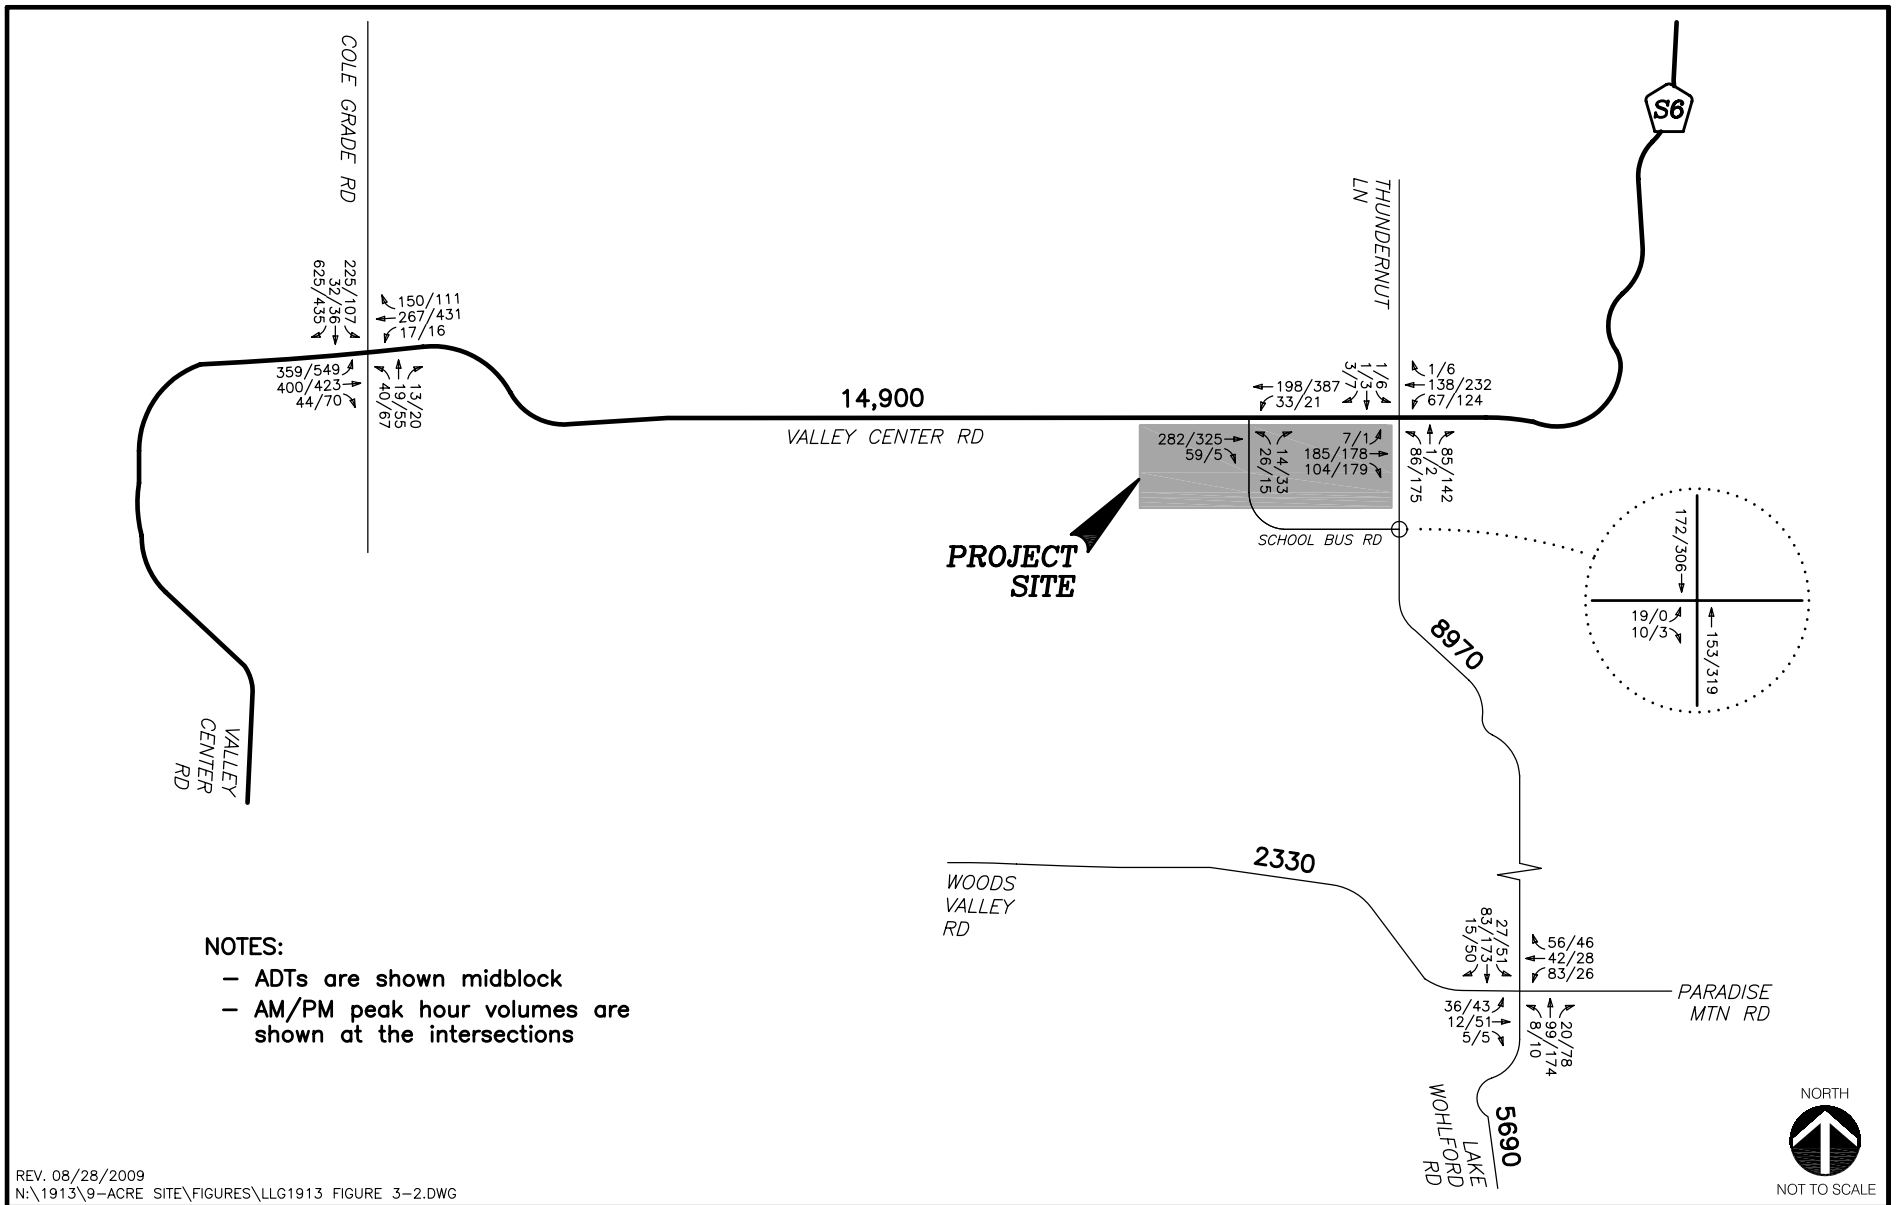 COLE GRADE RD
S6
THUNDERNUT
LN
225/107
32/36
625/435
150/111
267/431
17/16
359/549
400/423
44/70
13/20
19/55
40/67
14,900
VALLEY CENTER RD
198/387
33/21
1/6
1/3
3/7
1/6
138/232
67/124
282/325
59/5
14/33
26/15
7/1
185/178
104/179
85/142
1/2
86/175
PROJECT
SITE
SCHOOL BUS RD
172/306
19/0
10/3
153/319
8970
VALLEY
CENTER
RD
WOODS
VALLEY
RD
2330
27/51
83/173
15/50
56/46
42/28
83/26
36/43
12/51
5/5
20/78
99/174
8/10
PARADISE
MTN RD
LAKE
WOHLFORD
RD
5690
NOTES:
– ADTs are shown midblock
– AM/PM peak hour volumes are
shown at the intersections
NORTH
NOT TO SCALE
REV. 08/28/2009
N:\1913\9-ACRE SITE\FIGURES\LLG1913 FIGURE 3-2.DWG